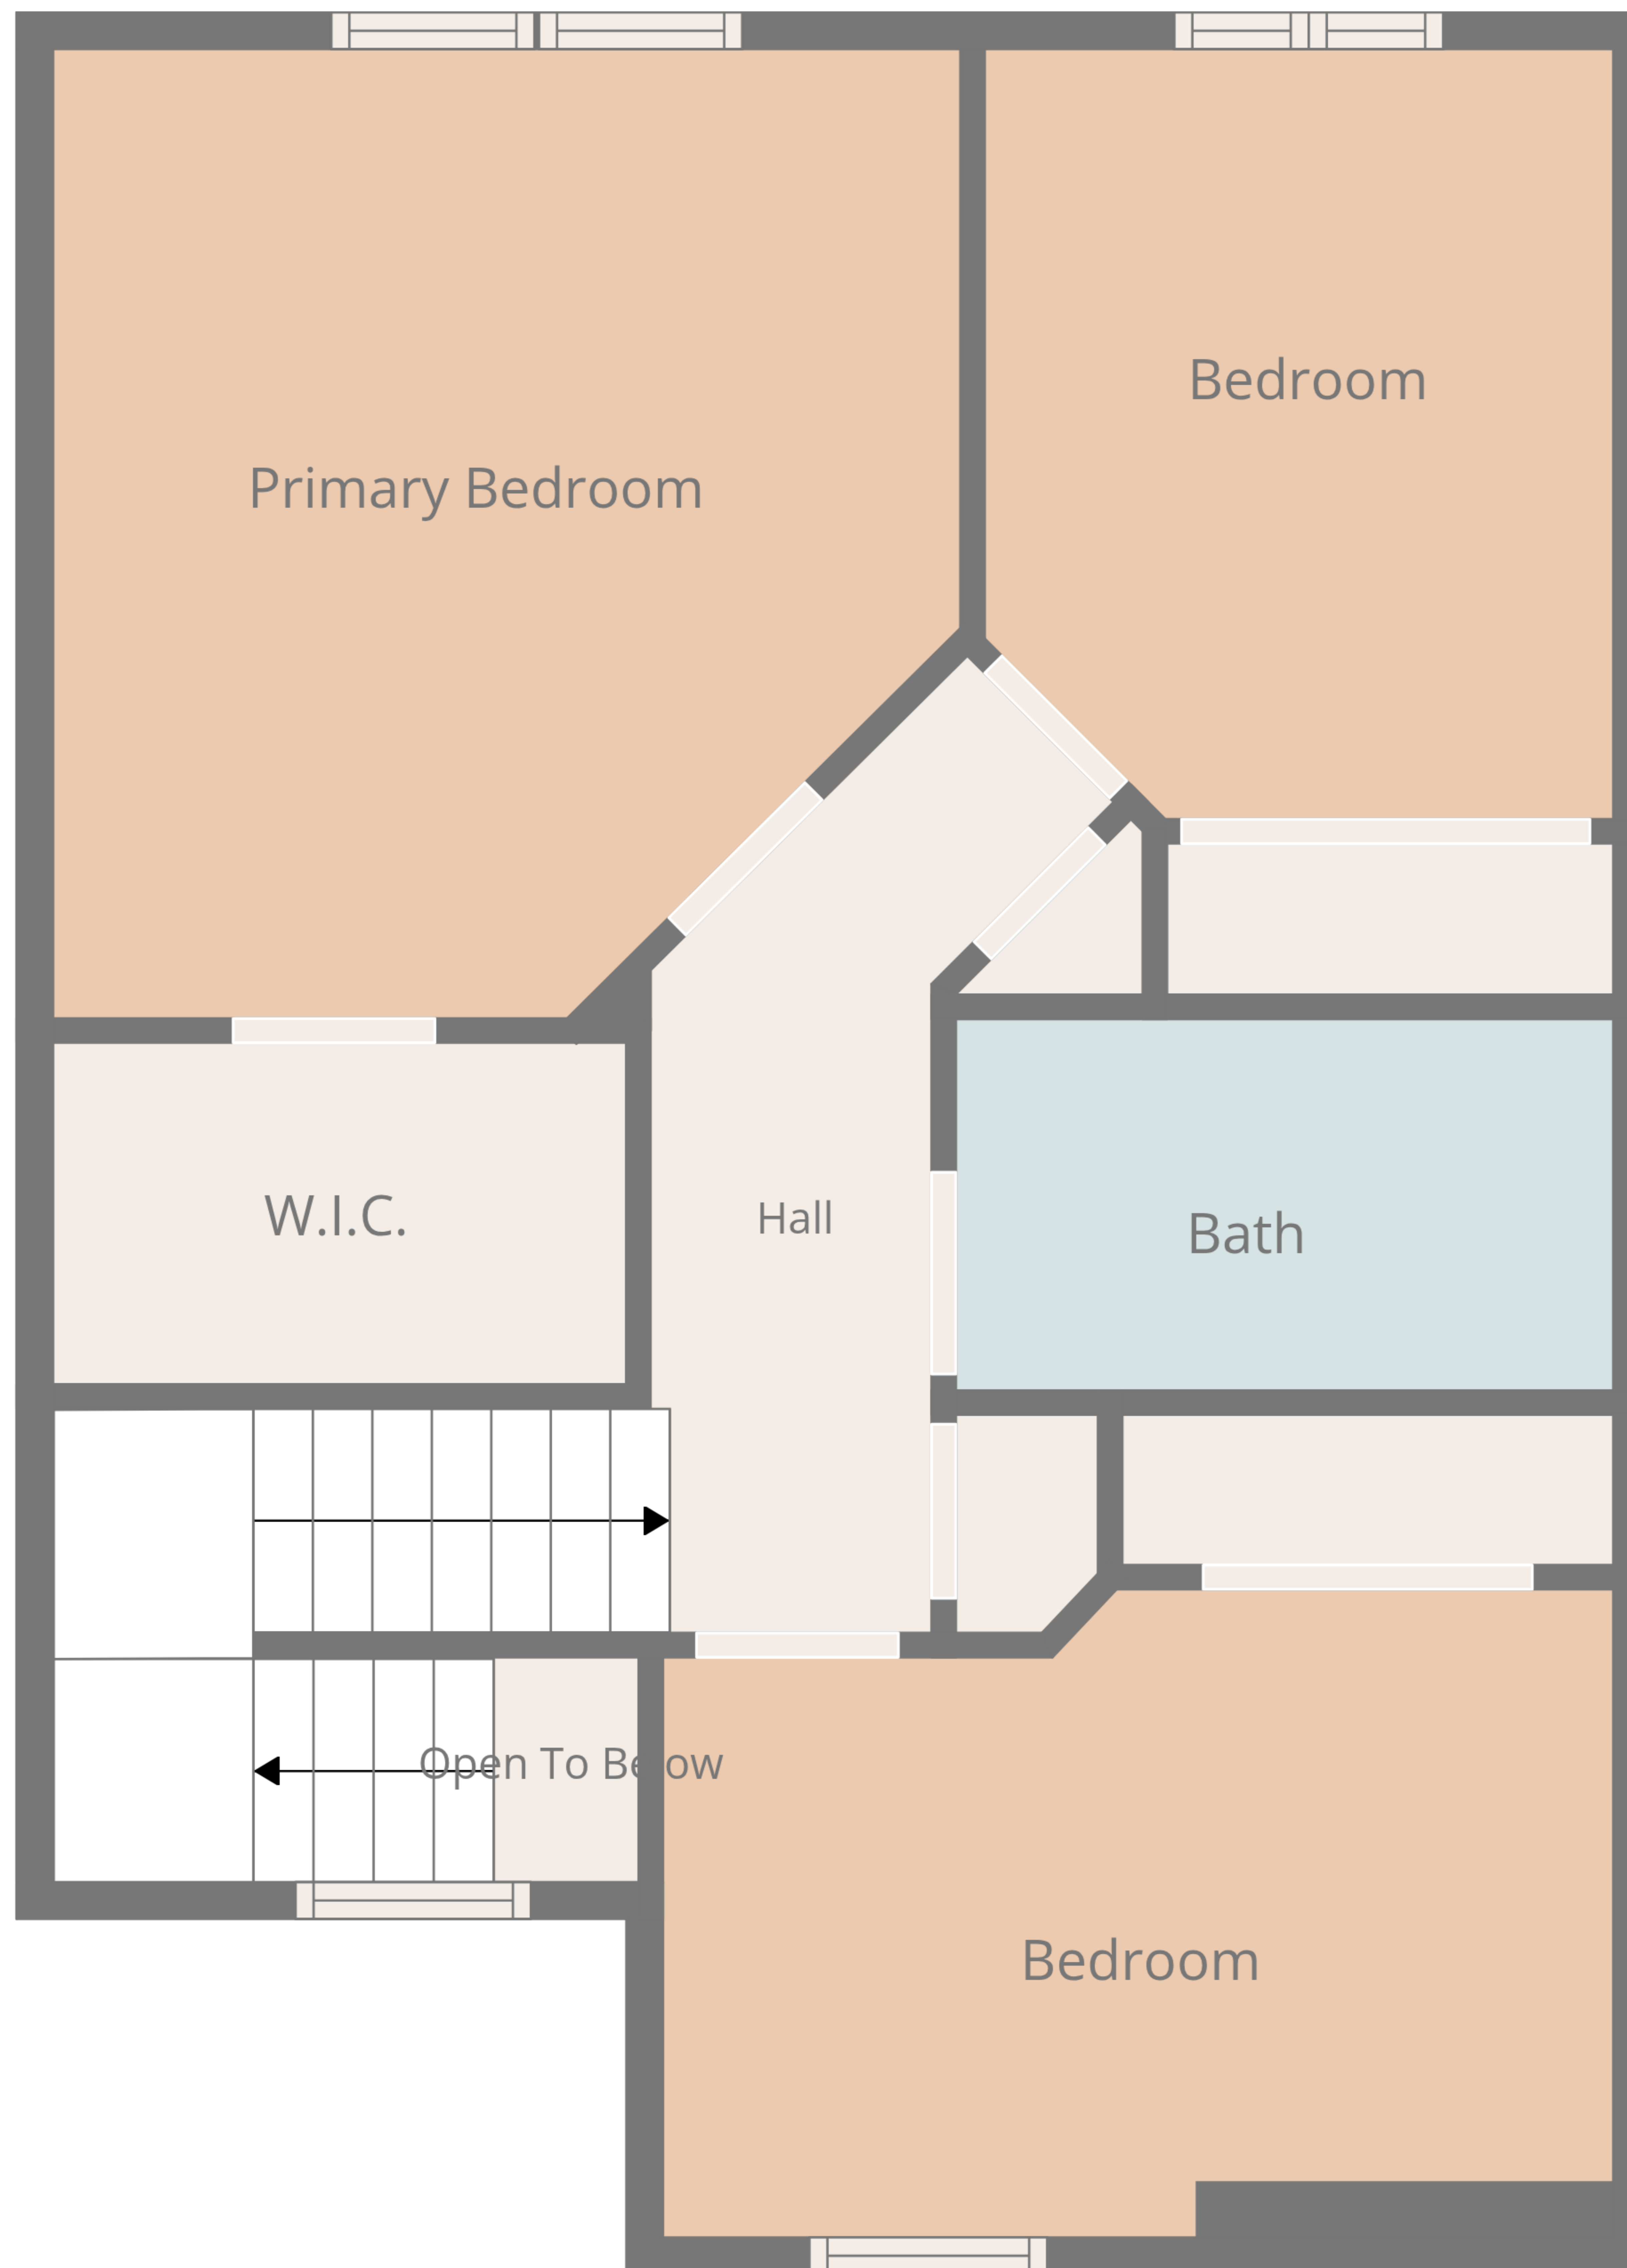 Bedroom
Primary Bedroom
W.I.C.
Hall
Bath
Open To Below
Bedroom